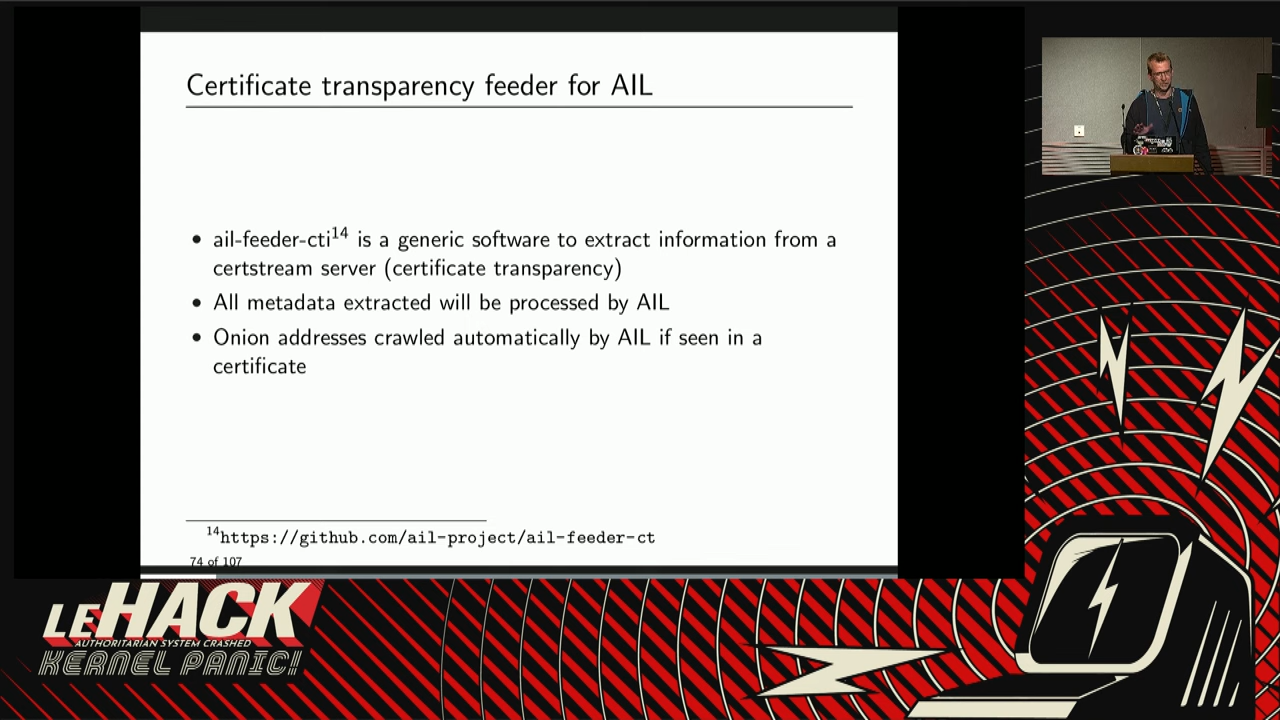 Certificate transparency feeder for AIL
• ail-feeder-cti14 is a generic software to extract information from a
certstream server (certificate transparency)
• All metadata extracted will be processed by AIL
• Onion addresses crawled automatically by AIL if seen in a
certificate
14https://github.com/ail-project/ail-feeder-ct
74 of 107
LEHACK
AUTHORITARIAN SYSTEM CRASHED
KERNEL PANIC!